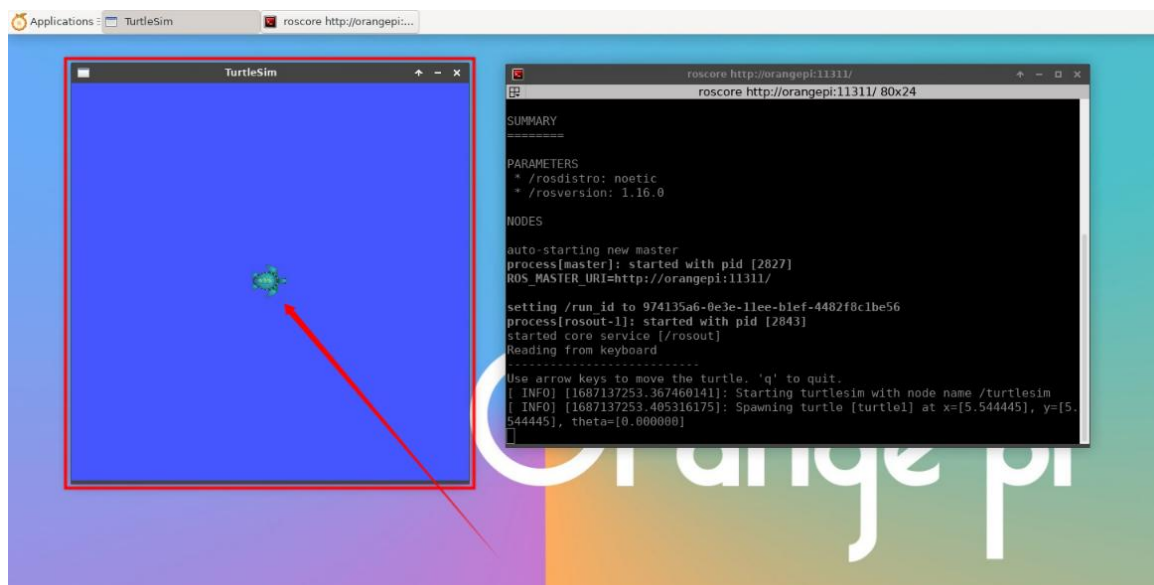 Applications
TurtleSim
roscore http://orangepi:...
TurtleSim
roscore http://orangepi:11311/
roscore http://orangepi:11311/ 80x24
SUMMARY
========
PARAMETERS
* /rosdistro: noetic
* /rosversion: 1.16.0
NODES
auto-starting new master
process[master]: started with pid [2827]
ROS_MASTER_URI=http://orangepi:11311/
setting /run_id to 974135a6-0e3e-11ee-b1ef-4482f8c1be56
process[rosout-1]: started with pid [2843]
started core service [/rosout]
Reading from keyboard
---------------------------
Use arrow keys to move the turtle. 'q' to quit.
[ INFO] [1687137253.367460141]: Starting turtlesim with node name /turtlesim
[ INFO] [1687137253.405316175]: Spawning turtle [turtle1] at x=[5.544445], y=[5.
544445], theta=[0.000000]
Orange pi